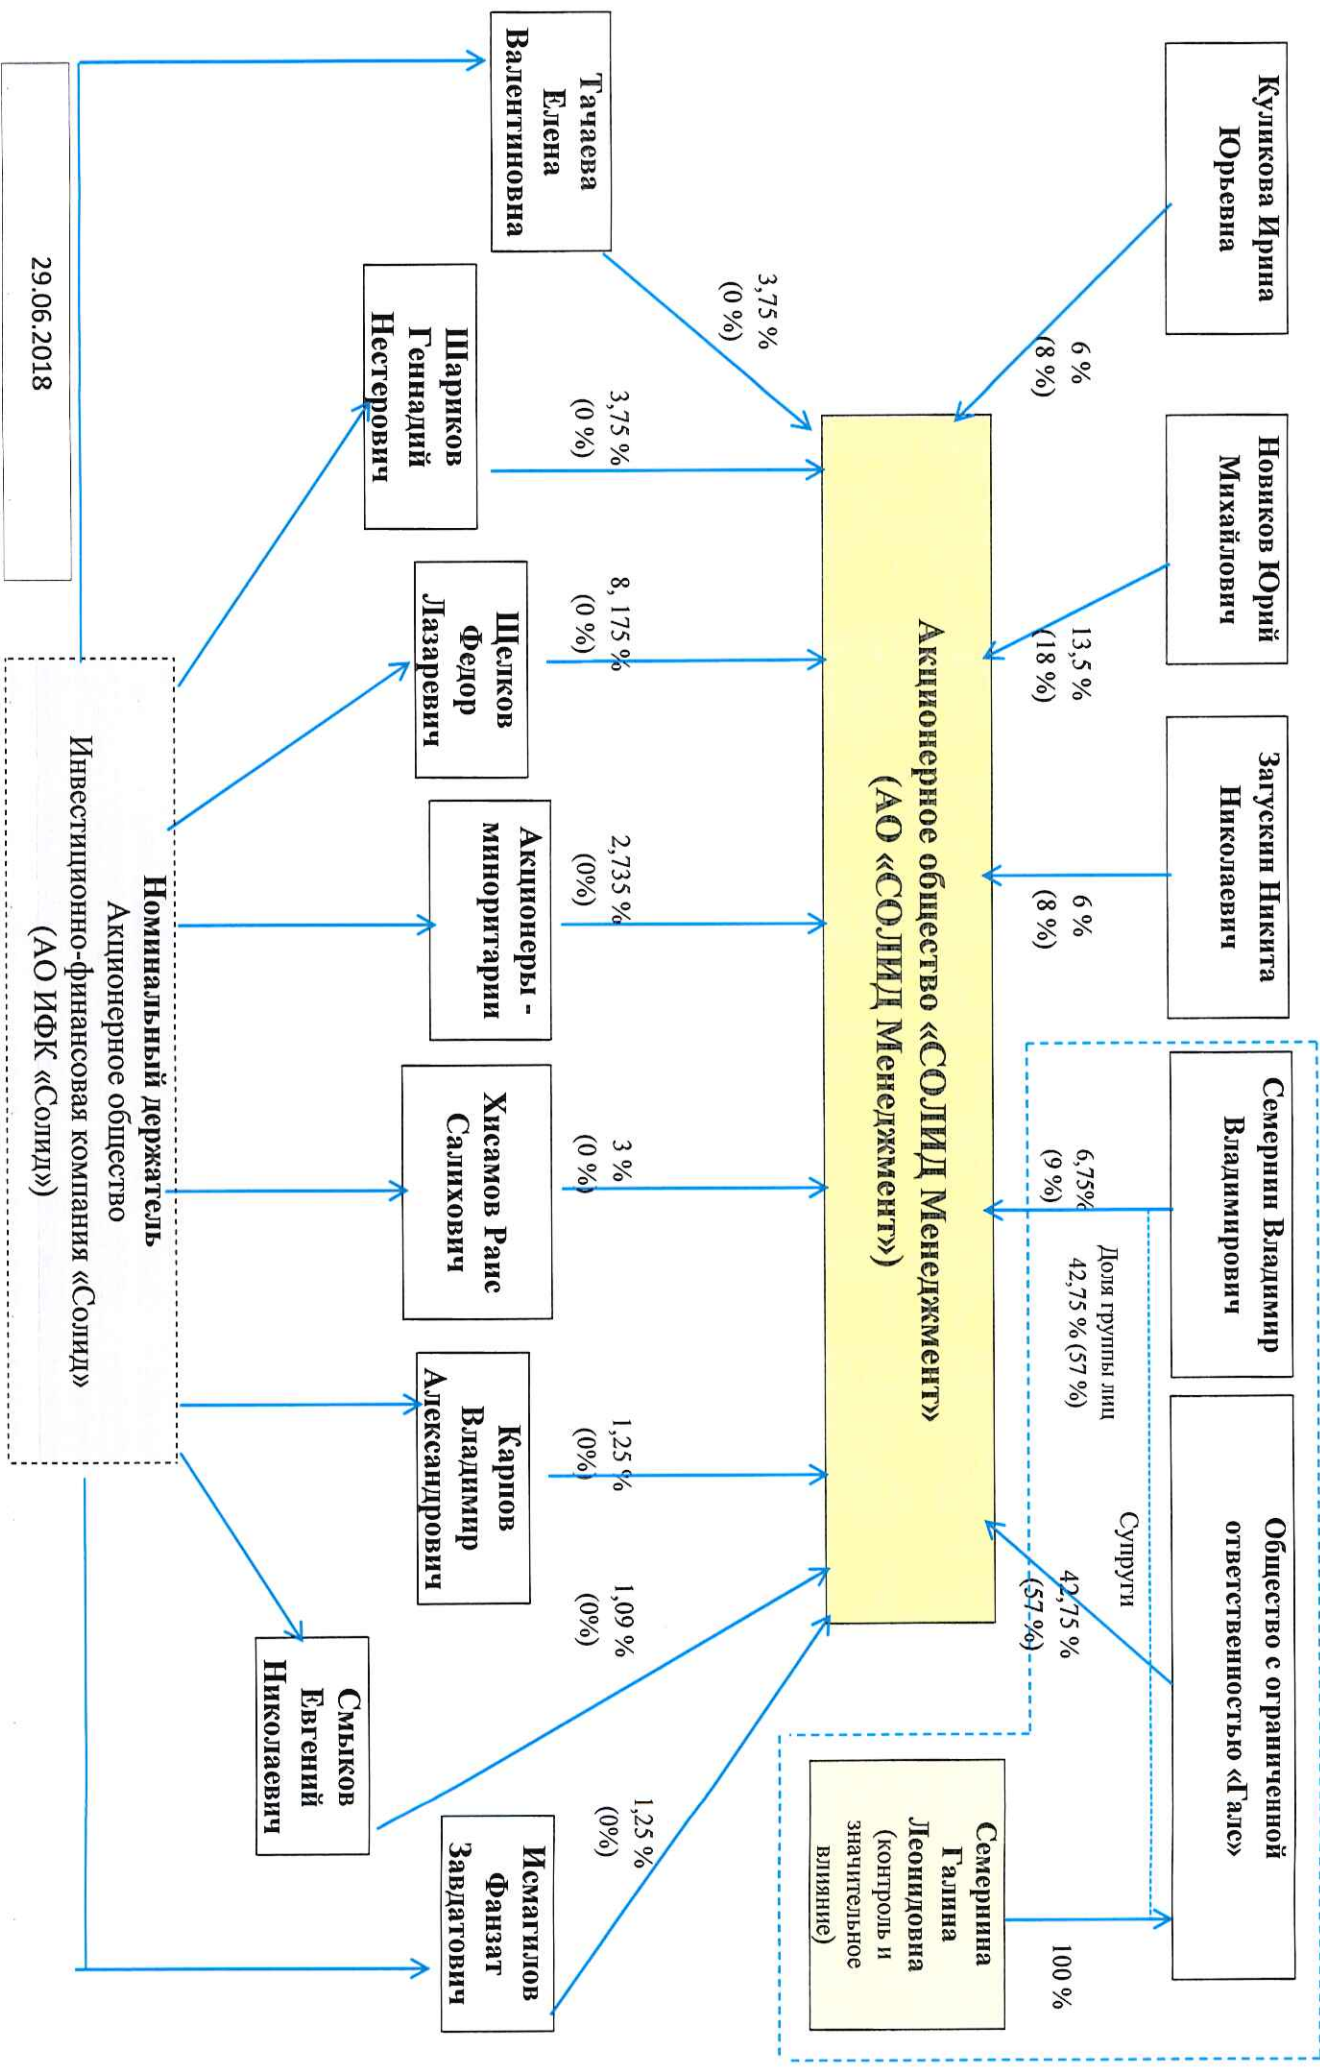 Куликова Ирина
Юрьевна
Новиков Юрий
Михайлович
Загускин Никита
Николаевич
Семернин Владимир
Владимирович
Общество с ограниченной
ответственностью «Галс»
6 %
(8 %)
13,5 %
(18 %)
6 %
(8 %)
6,75%
(9 %)
Доля группы лиц
42,75 % (57 %)
Супруги
42,75 %
(57 %)
100 %
Семернина
Галина
Леонидовна
(контроль и
значительное
влияние)
Акционерное общество «СОЛИД Менеджмент»
(АО «СОЛИД Менеджмент»)
3,75 %
(0 %)
3,75 %
(0 %)
8, 175 %
(0 %)
2,735 %
(0%)
3 %
(0 %)
1,25 %
(0%)
1,09 %
(0%)
1,25 %
(0%)
Тачаева
Елена
Валентиновна
Шариков
Геннадий
Нестерович
Щелков
Федор
Лазаревич
Акционеры -
миноритарии
Хисамов Раис
Салихович
Карпов
Владимир
Александрович
Смыков
Евгений
Николаевич
Исмагилов
Фанзат
Завдатович
Номинальный держатель
Акционерное общество
Инвестиционно-финансовая компания «Солид»
(АО ИФК «Солид»)
29.06.2018